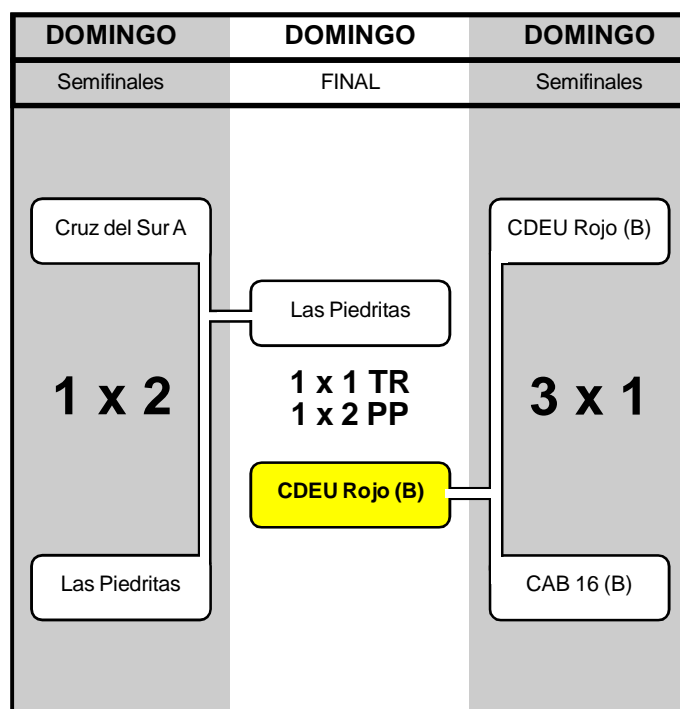 DOMINGO DOMINGO DOMINGO
Semifinales FINAL Semifinales
Cruz del Sur A
CDEU Rojo (B)
Las Piedritas
1 x 2
1 x 1 TR
1 x 2 PP
3 x 1
CDEU Rojo (B)
Las Piedritas
CAB 16 (B)